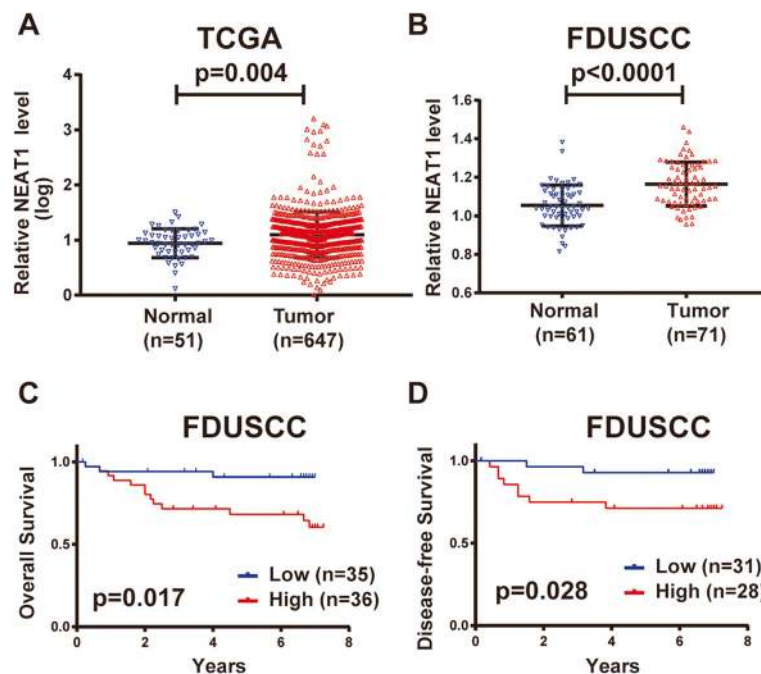 A
TCGA
p=0.004
Relative NEAT1 level
(log)
4
3
2
1
0
Normal
(n=51)
Tumor
(n=647)
B
FDUSCC
p<0.0001
Relative NEAT1 level
1.6
1.4
1.2
1.0
0.8
0.6
Normal
(n=61)
Tumor
(n=71)
C
FDUSCC
Overall Survival
1.0
0.5
0.0
p=0.017
Low (n=35)
High (n=36)
0 2 4 6 8
Years
D
FDUSCC
Disease-free Survival
1.0
0.5
0.0
p=0.028
Low (n=31)
High (n=28)
0 2 4 6 8
Years